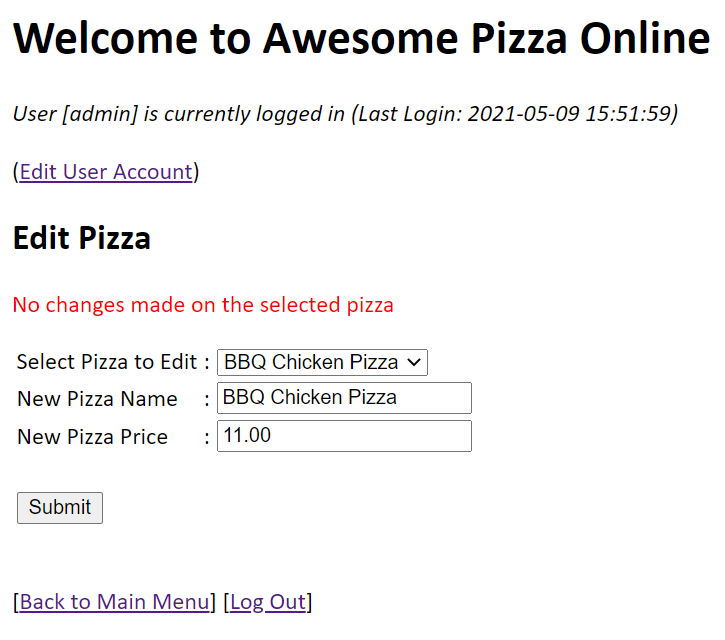 Welcome to Awesome Pizza Online
User [admin] is currently logged in (Last Login: 2021-05-09 15:51:59)
(Edit User Account)
Edit Pizza
No changes made on the selected pizza
Select Pizza to Edit : BBQ Chicken Pizza
New Pizza Name : BBQ Chicken Pizza
New Pizza Price : 11.00
Submit
[Back to Main Menu] [Log Out]